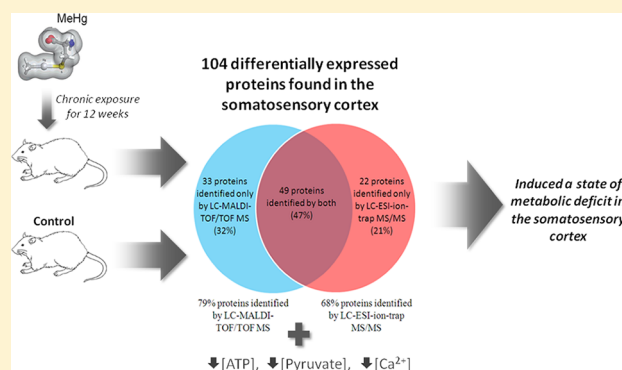 MeHg
Chronic exposure
for 12 weeks
Control
104 differentially expressed
proteins found in the
somatosensory cortex
33 proteins
identified only
by LC-MALDI-
TOF/TOF MS
(32%)
49 proteins
identified by both
(47%)
22 proteins
identified only
by LC-ESI-ion-
trap MS/MS
(21%)
79% proteins identified
by LC-MALDI-
TOF/TOF MS
68% proteins identified
by LC-ESI-ion-trap
MS/MS
[ATP], [Pyruvate], [Ca²⁺]
Induced a state of
metabolic deficit in
the somatosensory
cortex